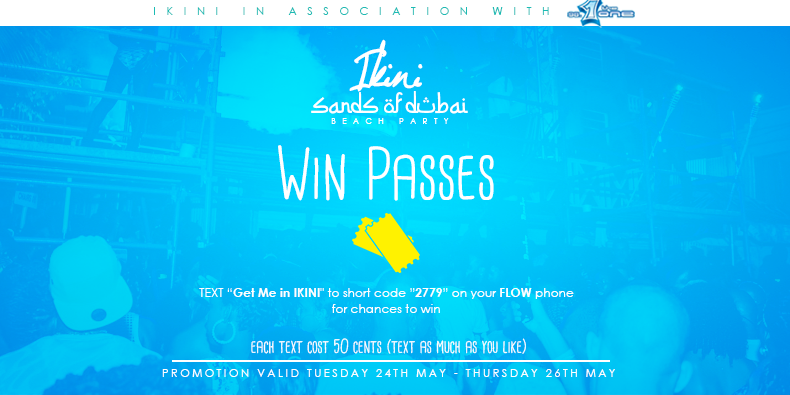 IKINI IN ASSOCIATION WITH
Ikini
sands of dubai
BEACH PARTY
WIN PASSES
TEXT “Get Me in IKINI" to short code "2779" on your FLOW phone
for chances to win
EACH TEXT COST 50 CENTS (TEXT AS MUCH AS YOU LIKE)
PROMOTION VALID TUESDAY 24TH MAY - THURSDAY 26TH MAY